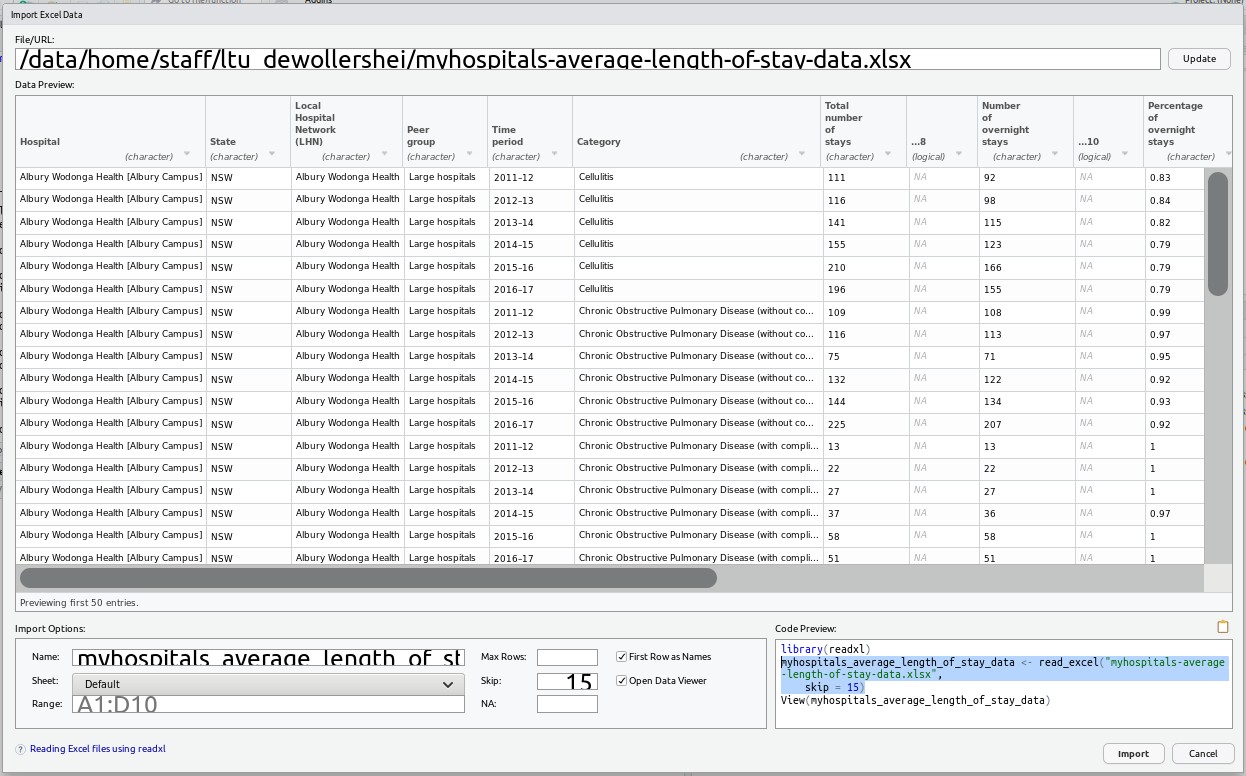 Go to file/function
Addins
Project: (None)
Import Excel Data
File/URL:
/data/home/staff/ltu_dewollershei/myhospitals-average-length-of-stay-data.xlsx
Update
Data Preview:
Hospital (character) State (character) Local Hospital Network (LHN) (character) Peer group (character) Time period (character) Category (character) Total number of stays (character) ...8 (logical) Number of overnight stays (character) ...10 (logical) Percentage of overnight stays (character)
Albury Wodonga Health [Albury Campus] NSW Albury Wodonga Health Large hospitals 2011–12 Cellulitis 111 NA 92 NA 0.83
Albury Wodonga Health [Albury Campus] NSW Albury Wodonga Health Large hospitals 2012–13 Cellulitis 116 NA 98 NA 0.84
Albury Wodonga Health [Albury Campus] NSW Albury Wodonga Health Large hospitals 2013–14 Cellulitis 141 NA 115 NA 0.82
Albury Wodonga Health [Albury Campus] NSW Albury Wodonga Health Large hospitals 2014–15 Cellulitis 155 NA 123 NA 0.79
Albury Wodonga Health [Albury Campus] NSW Albury Wodonga Health Large hospitals 2015–16 Cellulitis 210 NA 166 NA 0.79
Albury Wodonga Health [Albury Campus] NSW Albury Wodonga Health Large hospitals 2016–17 Cellulitis 196 NA 155 NA 0.79
Albury Wodonga Health [Albury Campus] NSW Albury Wodonga Health Large hospitals 2011–12 Chronic Obstructive Pulmonary Disease (without co... 109 NA 108 NA 0.99
Albury Wodonga Health [Albury Campus] NSW Albury Wodonga Health Large hospitals 2012–13 Chronic Obstructive Pulmonary Disease (without co... 116 NA 113 NA 0.97
Albury Wodonga Health [Albury Campus] NSW Albury Wodonga Health Large hospitals 2013–14 Chronic Obstructive Pulmonary Disease (without co... 75 NA 71 NA 0.95
Albury Wodonga Health [Albury Campus] NSW Albury Wodonga Health Large hospitals 2014–15 Chronic Obstructive Pulmonary Disease (without co... 132 NA 122 NA 0.92
Albury Wodonga Health [Albury Campus] NSW Albury Wodonga Health Large hospitals 2015–16 Chronic Obstructive Pulmonary Disease (without co... 144 NA 134 NA 0.93
Albury Wodonga Health [Albury Campus] NSW Albury Wodonga Health Large hospitals 2016–17 Chronic Obstructive Pulmonary Disease (without co... 225 NA 207 NA 0.92
Albury Wodonga Health [Albury Campus] NSW Albury Wodonga Health Large hospitals 2011–12 Chronic Obstructive Pulmonary Disease (with compli... 13 NA 13 NA 1
Albury Wodonga Health [Albury Campus] NSW Albury Wodonga Health Large hospitals 2012–13 Chronic Obstructive Pulmonary Disease (with compli... 22 NA 22 NA 1
Albury Wodonga Health [Albury Campus] NSW Albury Wodonga Health Large hospitals 2013–14 Chronic Obstructive Pulmonary Disease (with compli... 27 NA 27 NA 1
Albury Wodonga Health [Albury Campus] NSW Albury Wodonga Health Large hospitals 2014–15 Chronic Obstructive Pulmonary Disease (with compli... 37 NA 36 NA 0.97
Albury Wodonga Health [Albury Campus] NSW Albury Wodonga Health Large hospitals 2015–16 Chronic Obstructive Pulmonary Disease (with compli... 58 NA 58 NA 1
Albury Wodonga Health [Albury Campus] NSW Albury Wodonga Health Large hospitals 2016–17 Chronic Obstructive Pulmonary Disease (with compli... 51 NA 51 NA 1
Previewing first 50 entries.
Import Options:
Name: myhospitals_average_length_of_st
Sheet: Default
Range: A1:D10
Max Rows:
Skip: 15
NA:
First Row as Names
Open Data Viewer
Code Preview:
library(readxl)
myhospitals_average_length_of_stay_data <- read_excel("myhospitals-average
-length-of-stay-data.xlsx",
skip = 15)
View(myhospitals_average_length_of_stay_data)
? Reading Excel files using readxl
Import
Cancel